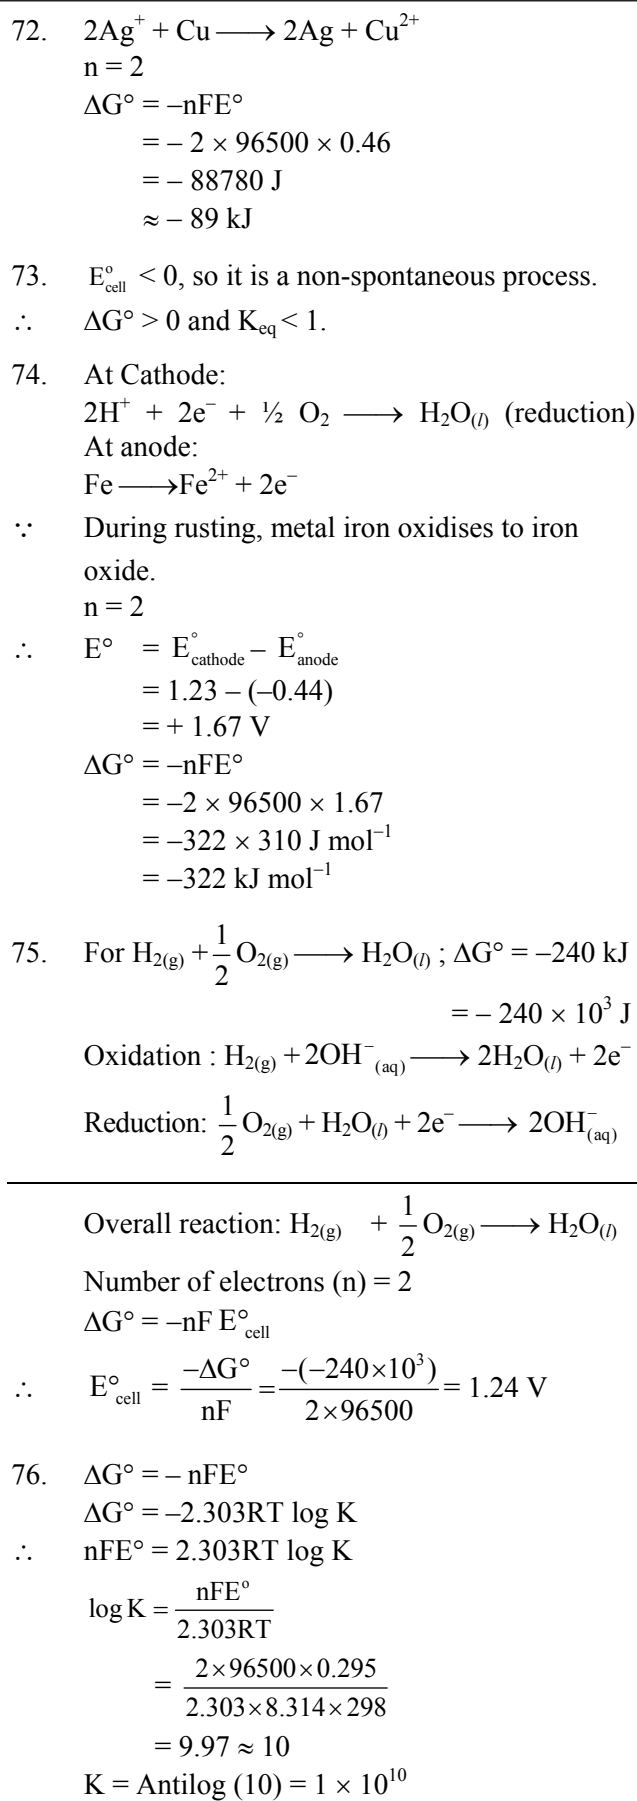 72. 2Ag⁺ + Cu ⟶ 2Ag + Cu²⁺
n = 2
ΔG° = –nFE°
= – 2 × 96500 × 0.46
= – 88780 J
≈ – 89 kJ
73. E°cell < 0, so it is a non-spontaneous process.
∴ ΔG° > 0 and Keq < 1.
74. At Cathode:
2H⁺ + 2e⁻ + ½ O₂ ⟶ H₂O(l) (reduction)
At anode:
Fe ⟶ Fe²⁺ + 2e⁻
∵ During rusting, metal iron oxidises to iron
oxide.
n = 2
∴ E° = E°cathode – E°anode
= 1.23 – (–0.44)
= + 1.67 V
ΔG° = –nFE°
= –2 × 96500 × 1.67
= –322 × 310 J mol⁻¹
= –322 kJ mol⁻¹
75. For H₂(g) + 1/2 O₂(g) ⟶ H₂O(l) ; ΔG° = –240 kJ
= – 240 × 10³ J
Oxidation : H₂(g) + 2OH⁻(aq) ⟶ 2H₂O(l) + 2e⁻
Reduction: 1/2 O₂(g) + H₂O(l) + 2e⁻ ⟶ 2OH⁻(aq)
Overall reaction: H₂(g) + 1/2 O₂(g) ⟶ H₂O(l)
Number of electrons (n) = 2
ΔG° = –nF E°cell
∴ E°cell = –ΔG°/nF = –(–240×10³)/2×96500 = 1.24 V
76. ΔG° = – nFE°
ΔG° = –2.303RT log K
∴ nFE° = 2.303RT log K
log K = nFE°/2.303RT
= 2×96500×0.295/2.303×8.314×298
= 9.97 ≈ 10
K = Antilog (10) = 1 × 10¹⁰